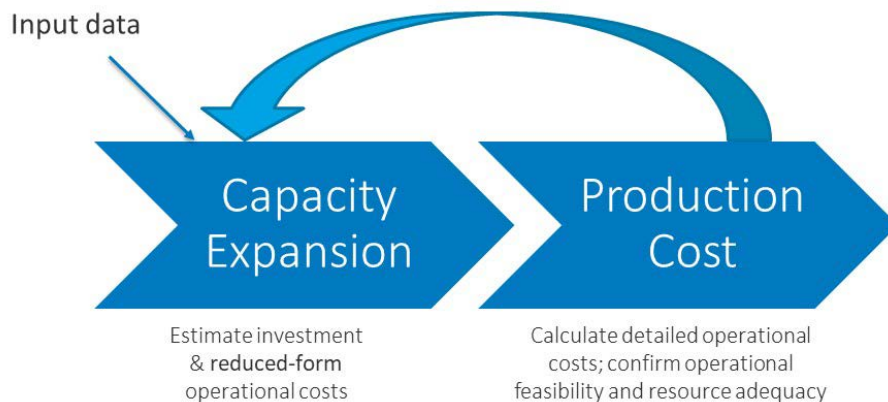 Input data
Capacity
Expansion
Production
Cost
Estimate investment
& reduced-form
operational costs
Calculate detailed operational
costs; confirm operational
feasibility and resource adequacy